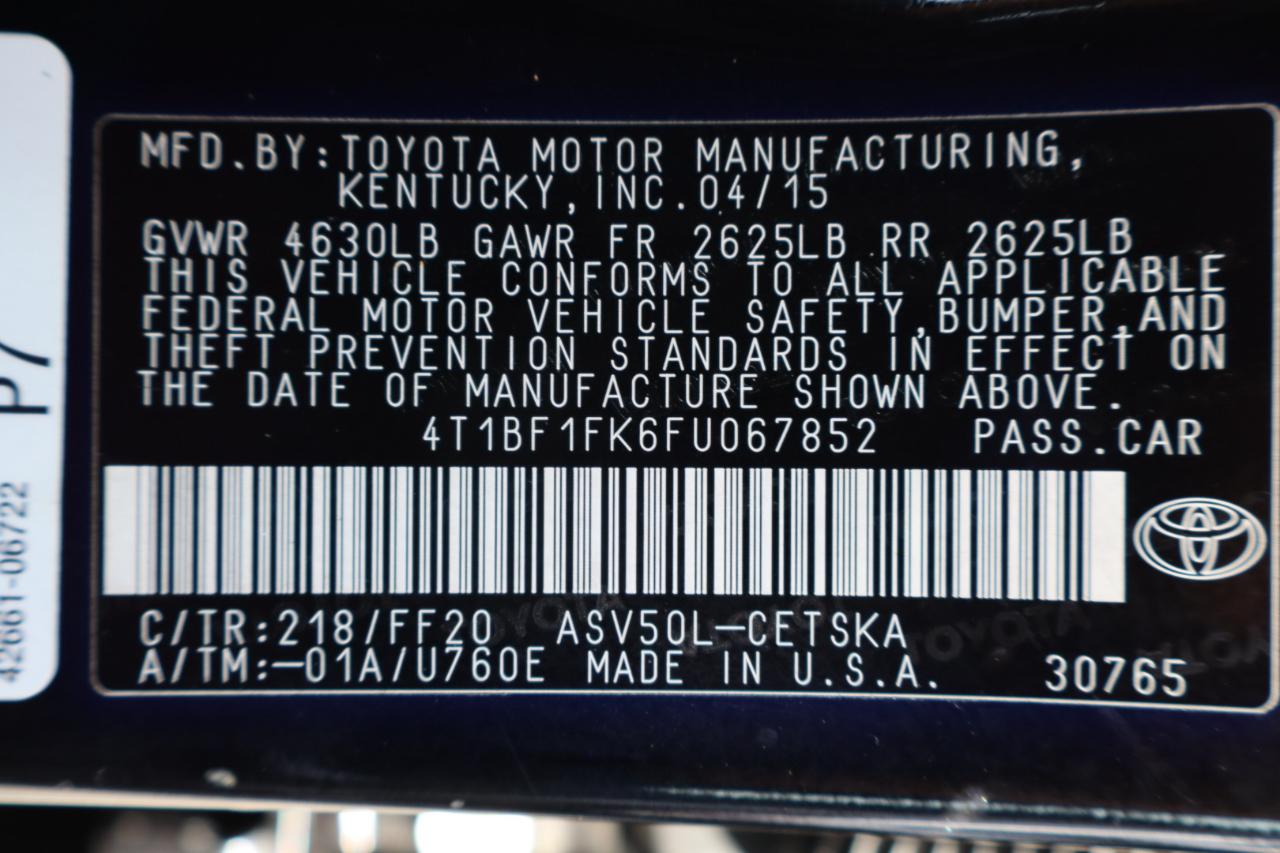 MFD.BY:TOYOTA MOTOR MANUFACTURING,
KENTUCKY,INC.04/15
GVWR 4630LB GAWR FR 2625LB RR 2625LB
THIS VEHICLE CONFORMS TO ALL APPLICABLE
FEDERAL MOTOR VEHICLE SAFETY,BUMPER,AND
THEFT PREVENTION STANDARDS IN EFFECT ON
THE DATE OF MANUFACTURE SHOWN ABOVE.
4T1BF1FK6FU067852 PASS.CAR
C/TR:218/FF20 ASV50L-CETSKA
A/TM:-01A/U760E MADE IN U.S.A. 30765
TOYOTA
TOYOTA
P7
42661-06722